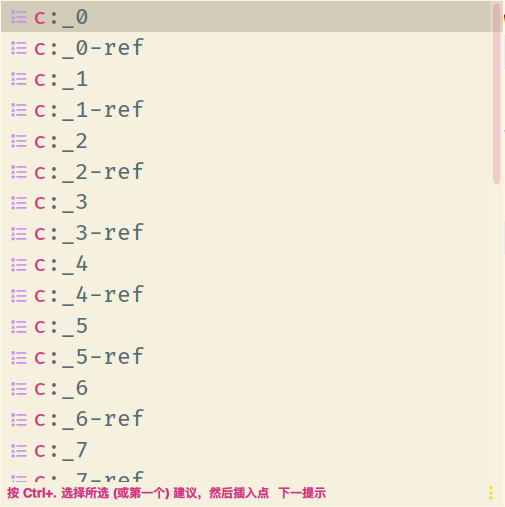 c:_0
c:_0-ref
c:_1
c:_1-ref
c:_2
c:_2-ref
c:_3
c:_3-ref
c:_4
c:_4-ref
c:_5
c:_5-ref
c:_6
c:_6-ref
c:_7
c:_7-ref
按 Ctrl+. 选择所选 (或第一个) 建议，然后插入点 下一提示